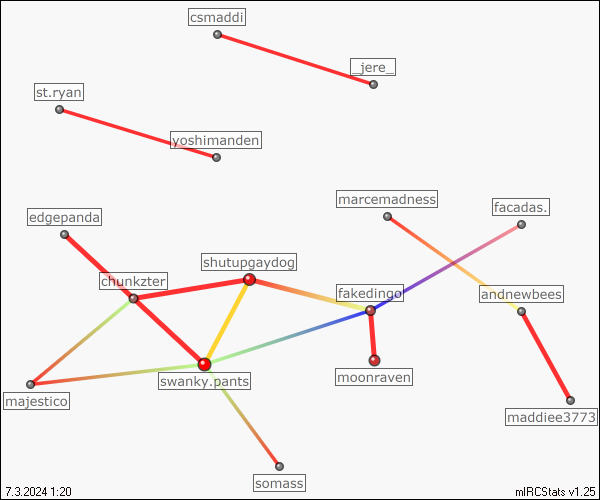 csmaddi
_jere_
st.ryan
yoshimanden
marcemadness
facadas.
edgepanda
shutupgaydog
chunkzter
fakedingo
andnewbees
swanky.pants
moonraven
majestico
maddiee3773
somass
7.3.2024 1:20
mIRCStats v1.25